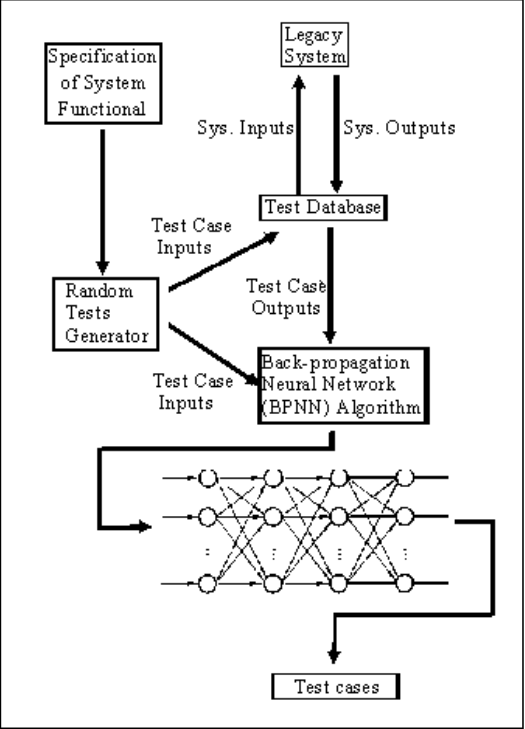 Specification
of System
Functional
Legacy
System
Sys. Inputs
Sys. Outputs
Test Database
Test Case
Inputs
Test Case
Outputs
Random
Tests
Generator
Test Case
Inputs
Back-propagation
Neural Network
(BPNN) Algorithm
Test cases